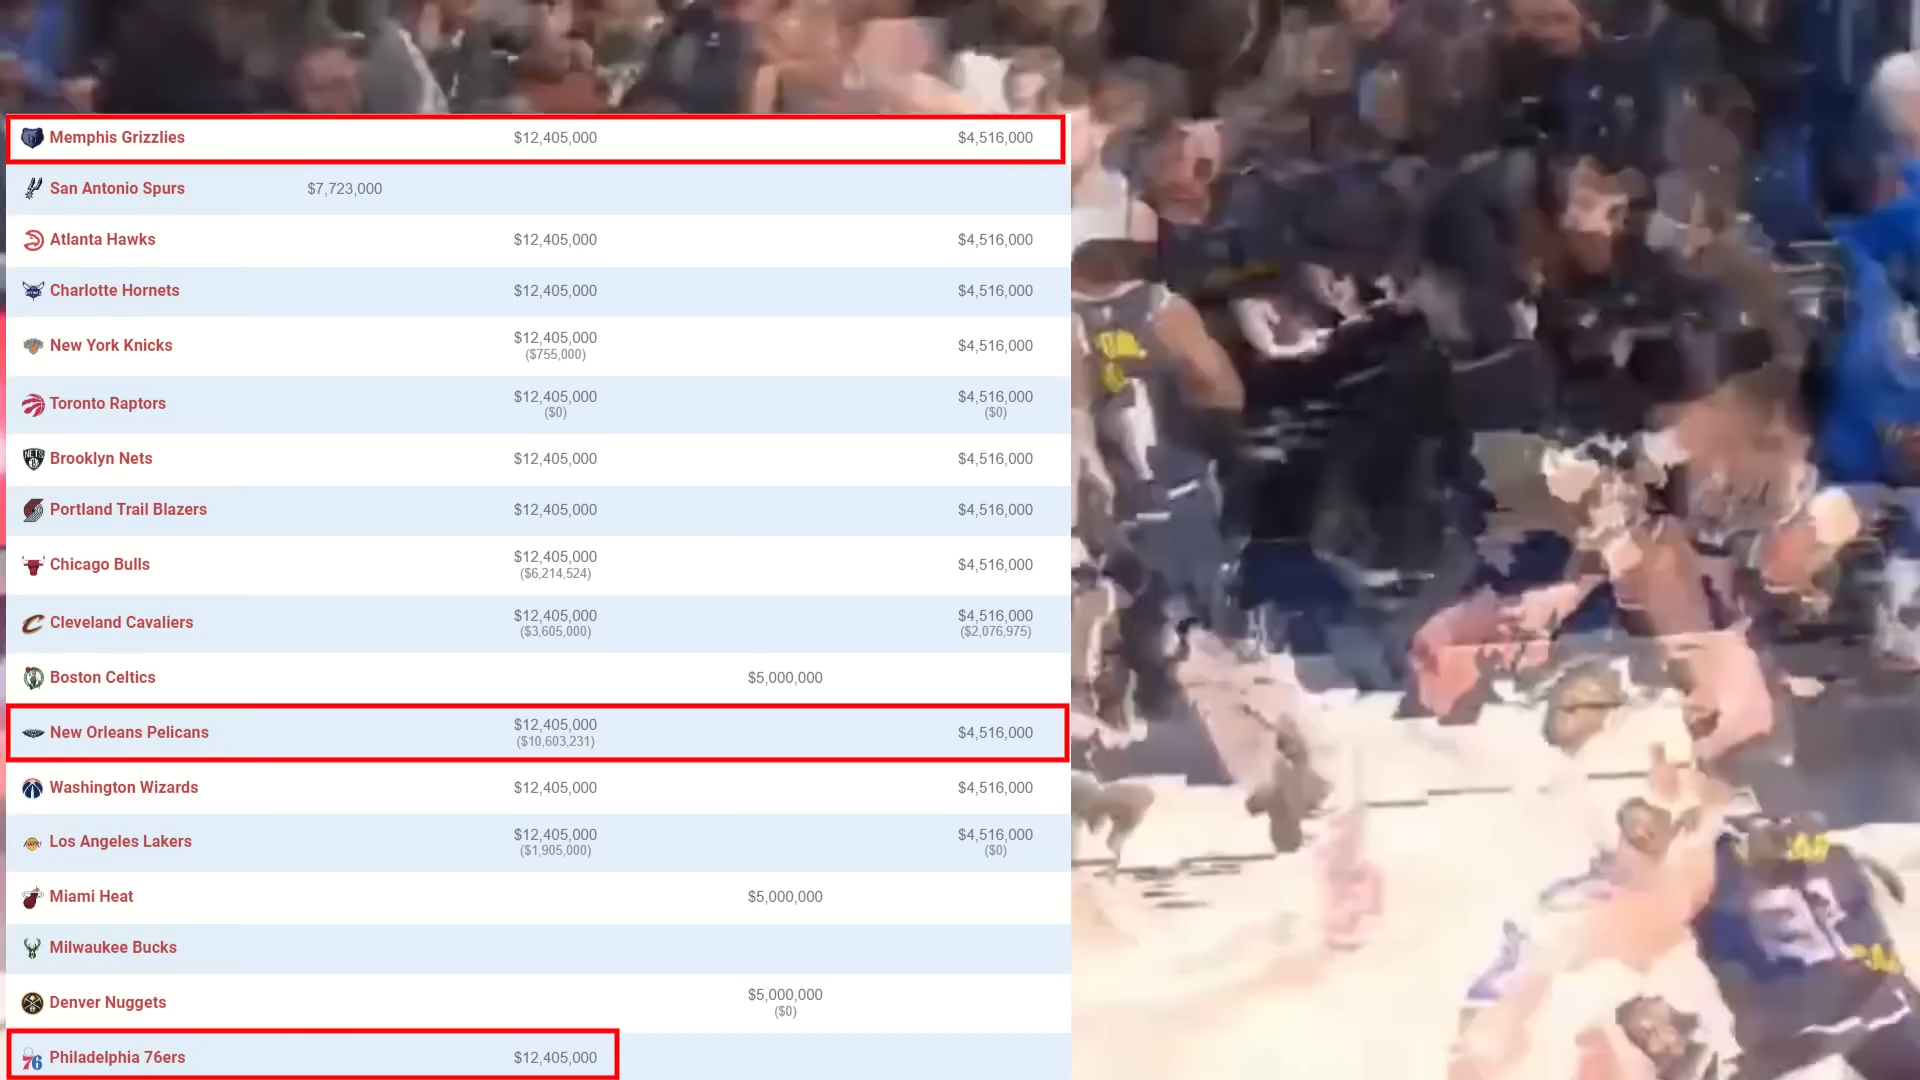 Memphis Grizzlies $12,405,000 $4,516,000
San Antonio Spurs $7,723,000
Atlanta Hawks $12,405,000 $4,516,000
Charlotte Hornets $12,405,000 $4,516,000
New York Knicks $12,405,000 $4,516,000
($755,000)
Toronto Raptors $12,405,000 $4,516,000
($0) ($0)
Brooklyn Nets $12,405,000 $4,516,000
Portland Trail Blazers $12,405,000 $4,516,000
Chicago Bulls $12,405,000 $4,516,000
($6,214,524)
Cleveland Cavaliers $12,405,000 $4,516,000
($3,605,000) ($2,076,975)
Boston Celtics $5,000,000
New Orleans Pelicans $12,405,000 $4,516,000
($10,603,231)
Washington Wizards $12,405,000 $4,516,000
Los Angeles Lakers $12,405,000 $4,516,000
($1,905,000) ($0)
Miami Heat $5,000,000
Milwaukee Bucks
Denver Nuggets $5,000,000
($0)
76 Philadelphia 76ers $12,405,000